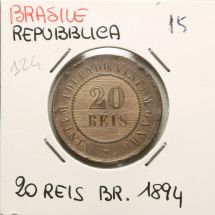 BRASILE
REPUBBLICA
15
124
20
REIS
20 REIS BR. 1894